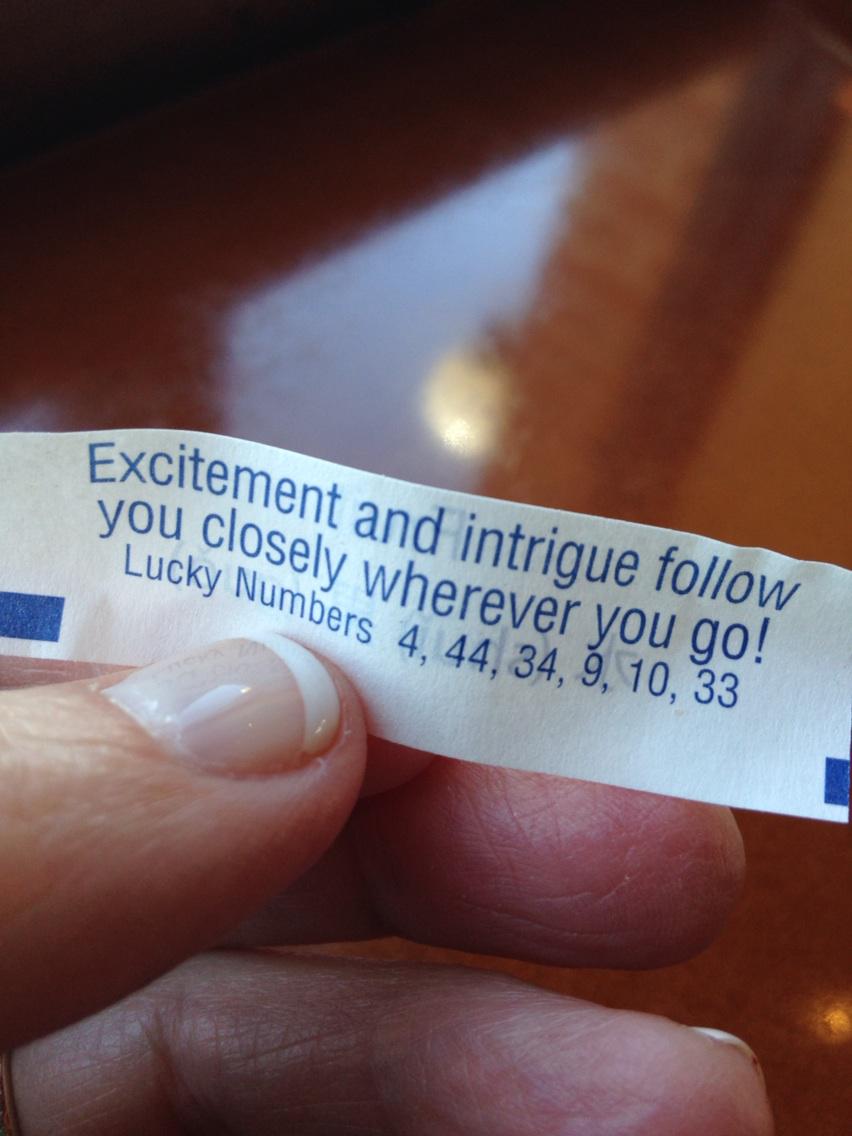 Excitement and intrigue follow
you closely wherever you go!
Lucky Numbers 4, 44, 34, 9, 10, 33